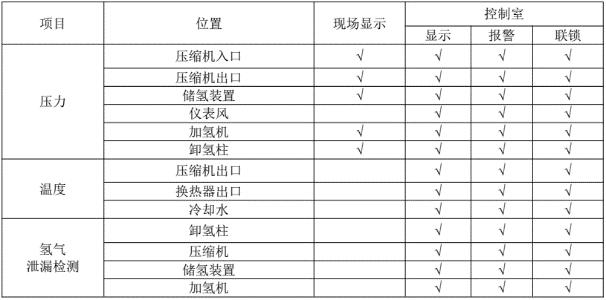 项目 位置 现场显示 控制室
显示 报警 联锁
压力 压缩机入口 √ √ √ √
压缩机出口 √ √ √ √
储氢装置 √ √ √ √
仪表风 √ √ √
加氢机 √ √ √ √
卸氢柱 √ √ √ √
温度 压缩机出口 √ √ √
换热器出口 √ √ √
冷却水 √ √ √
氢气
泄漏检测 卸氢柱 √ √ √
压缩机 √ √ √
储氢装置 √ √ √
加氢机 √ √ √